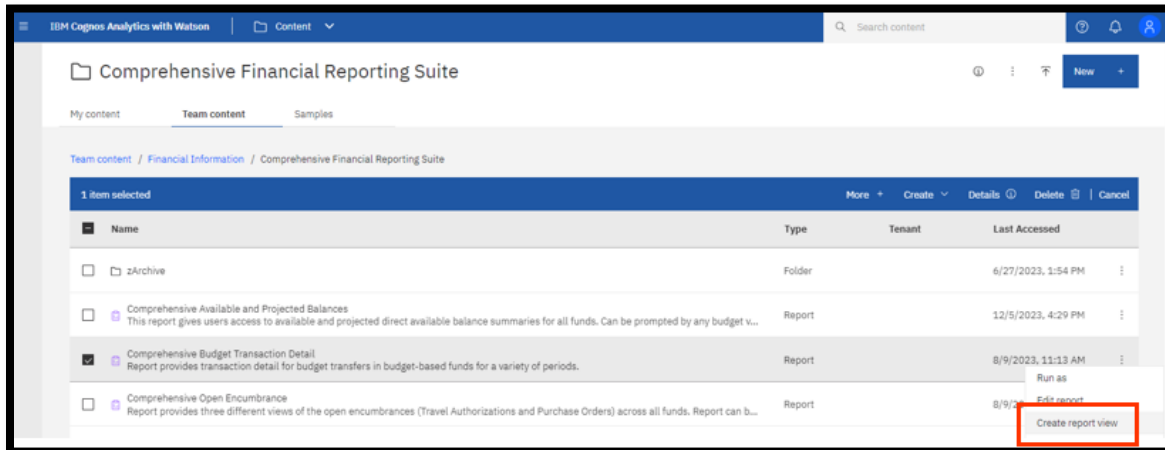 IBM Cognos Analytics with Watson
Content
Search content
Comprehensive Financial Reporting Suite
New +
My content Team content Samples
Team content / Financial Information / Comprehensive Financial Reporting Suite
1 item selected More + Create Details Delete | Cancel
Name Type Tenant Last Accessed
zArchive Folder 6/27/2023, 1:54 PM
Comprehensive Available and Projected Balances
This report gives users access to available and projected direct available balance summaries for all funds. Can be prompted by any budget v... Report 12/5/2023, 4:29 PM
Comprehensive Budget Transaction Detail
Report provides transaction detail for budget transfers in budget-based funds for a variety of periods. Report 8/9/2023, 11:13 AM
Run as
Comprehensive Open Encumbrance
Report provides three different views of the open encumbrances (Travel Authorizations and Purchase Orders) across all funds. Report can b... Report 8/9/20
Edit report
Create report view